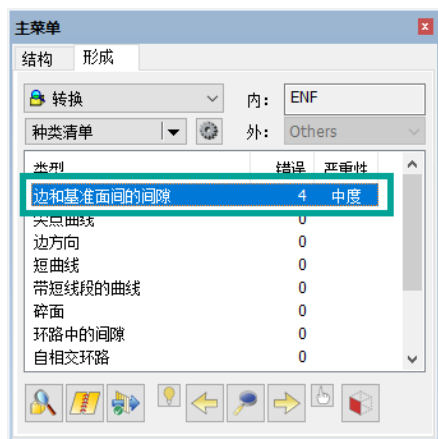 主菜单
结构 形成
转换 内: ENF
种类清单 外: Others
类型 错误 严重性
边和基准面间的间隙 4 中度
尖点曲线 0
边方向 0
短曲线 0
带短线段的曲线 0
碎面 0
环路中的间隙 0
自相交环路 0